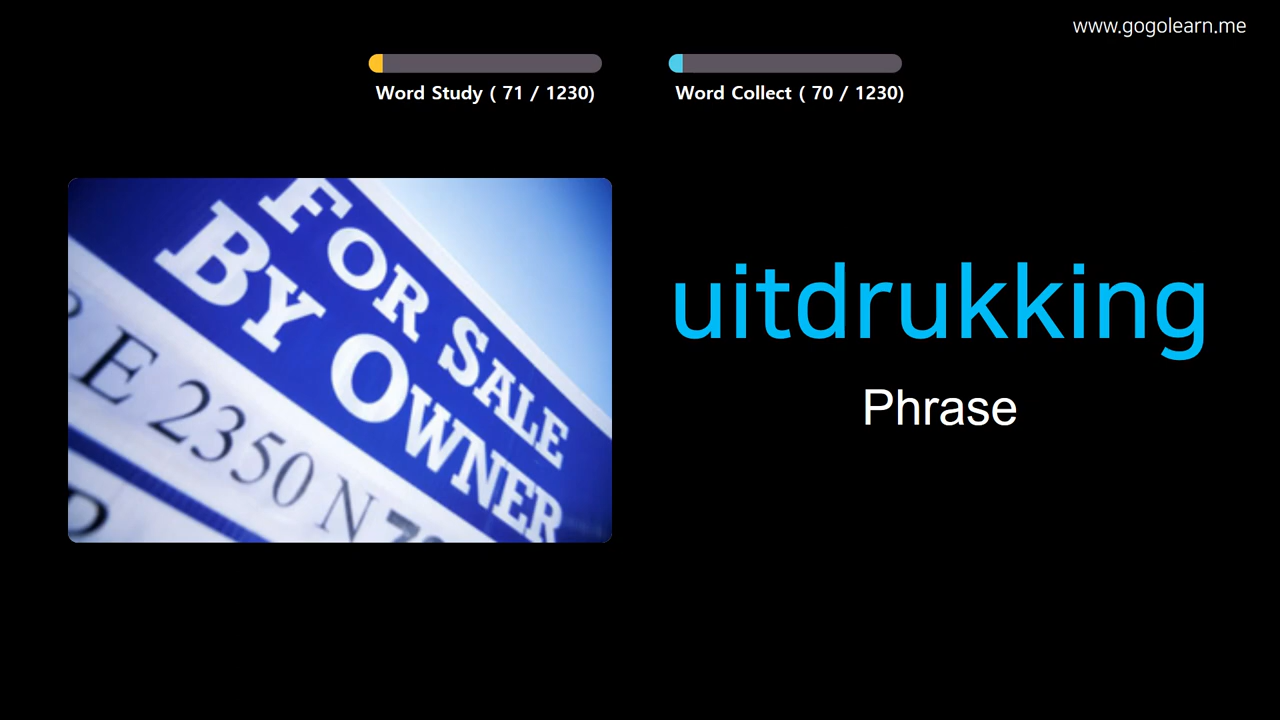 www.gogolearn.me
Word Study ( 71 / 1230)
Word Collect ( 70 / 1230)
FOR SALE
BY OWNER
E 2350 N
uitdrukking
Phrase